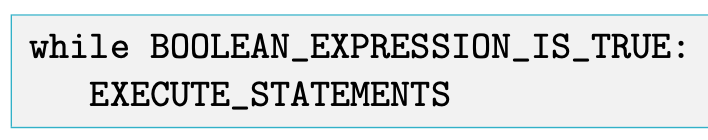 while BOOLEAN_EXPRESSION_IS_TRUE:
   EXECUTE_STATEMENTS